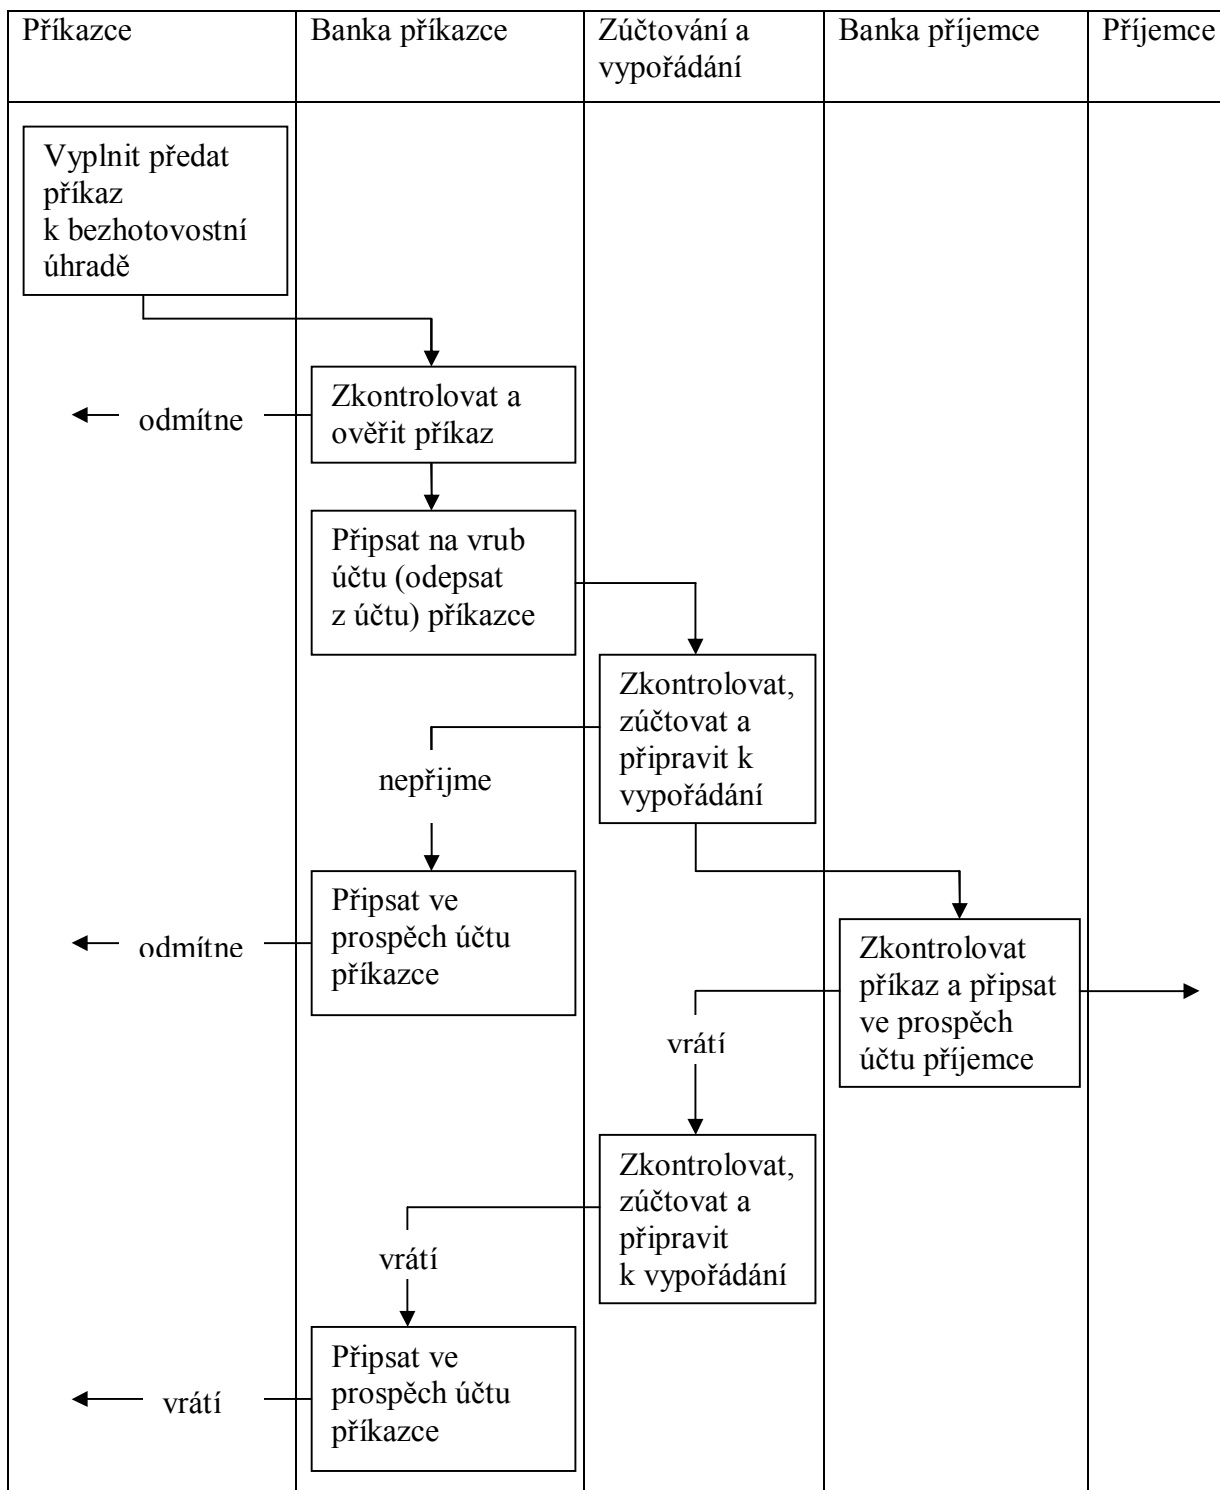 Příkazce
Banka příkazce
Zúčtování a
vypořádání
Banka příjemce
Příjemce
Vyplnit předat
příkaz
k bezhotovostní
úhradě
odmítne
Zkontrolovat a
ověřit příkaz
Připsat na vrub
účtu (odepsat
z účtu) příkazce
Zkontrolovat,
zúčtovat a
připravit k
vypořádání
nepřijme
odmítne
Připsat ve
prospěch účtu
příkazce
Zkontrolovat
příkaz a připsat
ve prospěch
účtu příjemce
vrátí
Zkontrolovat,
zúčtovat a
připravit
k vypořádání
vrátí
vrátí
Připsat ve
prospěch účtu
příkazce